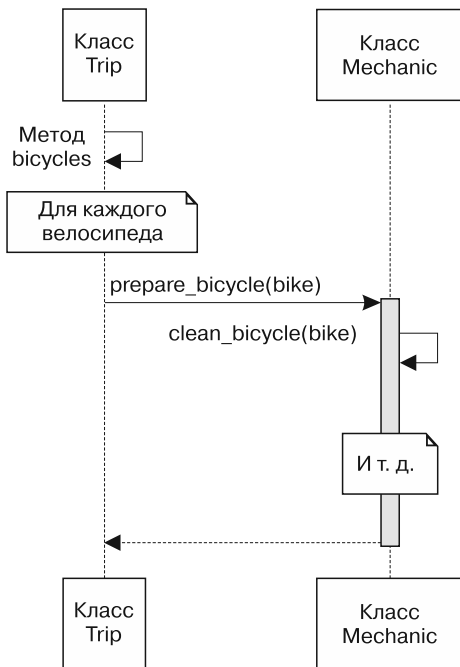 Класс
Trip
Класс
Mechanic
Метод
bicycles
Для каждого
велосипеда
prepare_bicycle(bike)
clean_bicycle(bike)
И т. д.
Класс
Trip
Класс
Mechanic